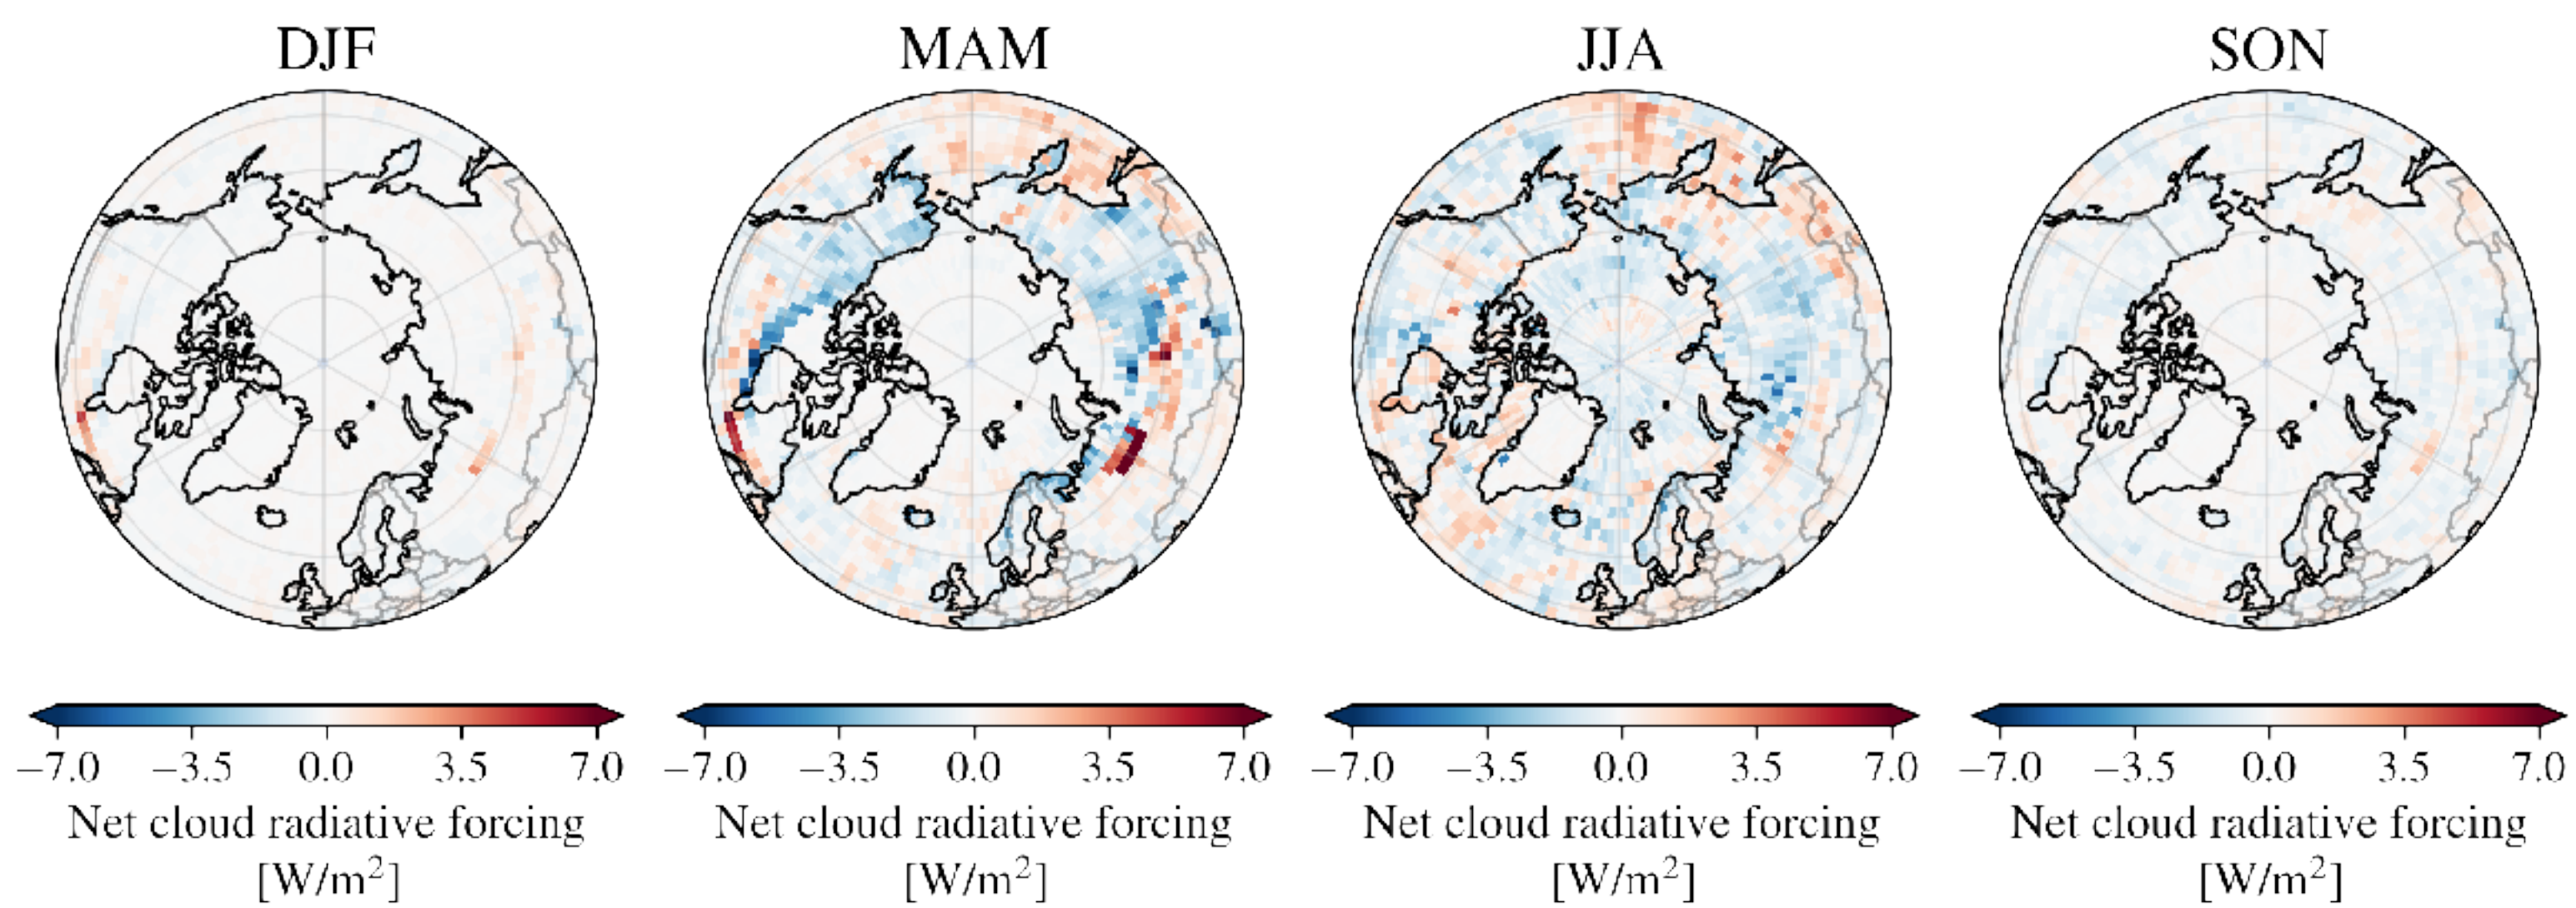 DJF MAM JJA SON
−7.0 −3.5 0.0 3.5 7.0 −7.0 −3.5 0.0 3.5 7.0 −7.0 −3.5 0.0 3.5 7.0 −7.0 −3.5 0.0 3.5 7.0
Net cloud radiative forcing Net cloud radiative forcing Net cloud radiative forcing Net cloud radiative forcing
[W/m²] [W/m²] [W/m²] [W/m²]